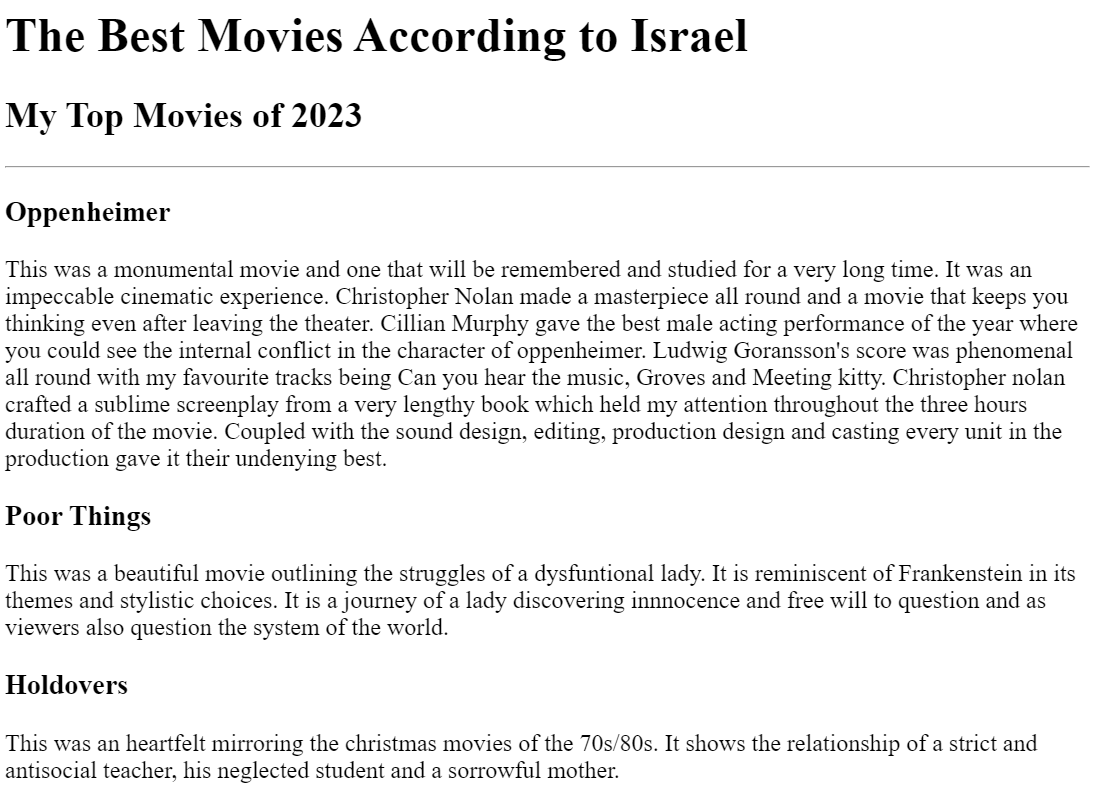 The Best Movies According to Israel
My Top Movies of 2023
Oppenheimer
This was a monumental movie and one that will be remembered and studied for a very long time. It was an
impeccable cinematic experience. Christopher Nolan made a masterpiece all round and a movie that keeps you
thinking even after leaving the theater. Cillian Murphy gave the best male acting performance of the year where
you could see the internal conflict in the character of oppenheimer. Ludwig Goransson's score was phenomenal
all round with my favourite tracks being Can you hear the music, Groves and Meeting kitty. Christopher nolan
crafted a sublime screenplay from a very lengthy book which held my attention throughout the three hours
duration of the movie. Coupled with the sound design, editing, production design and casting every unit in the
production gave it their undenying best.
Poor Things
This was a beautiful movie outlining the struggles of a dysfuntional lady. It is reminiscent of Frankenstein in its
themes and stylistic choices. It is a journey of a lady discovering innnocence and free will to question and as
viewers also question the system of the world.
Holdovers
This was an heartfelt mirroring the christmas movies of the 70s/80s. It shows the relationship of a strict and
antisocial teacher, his neglected student and a sorrowful mother.